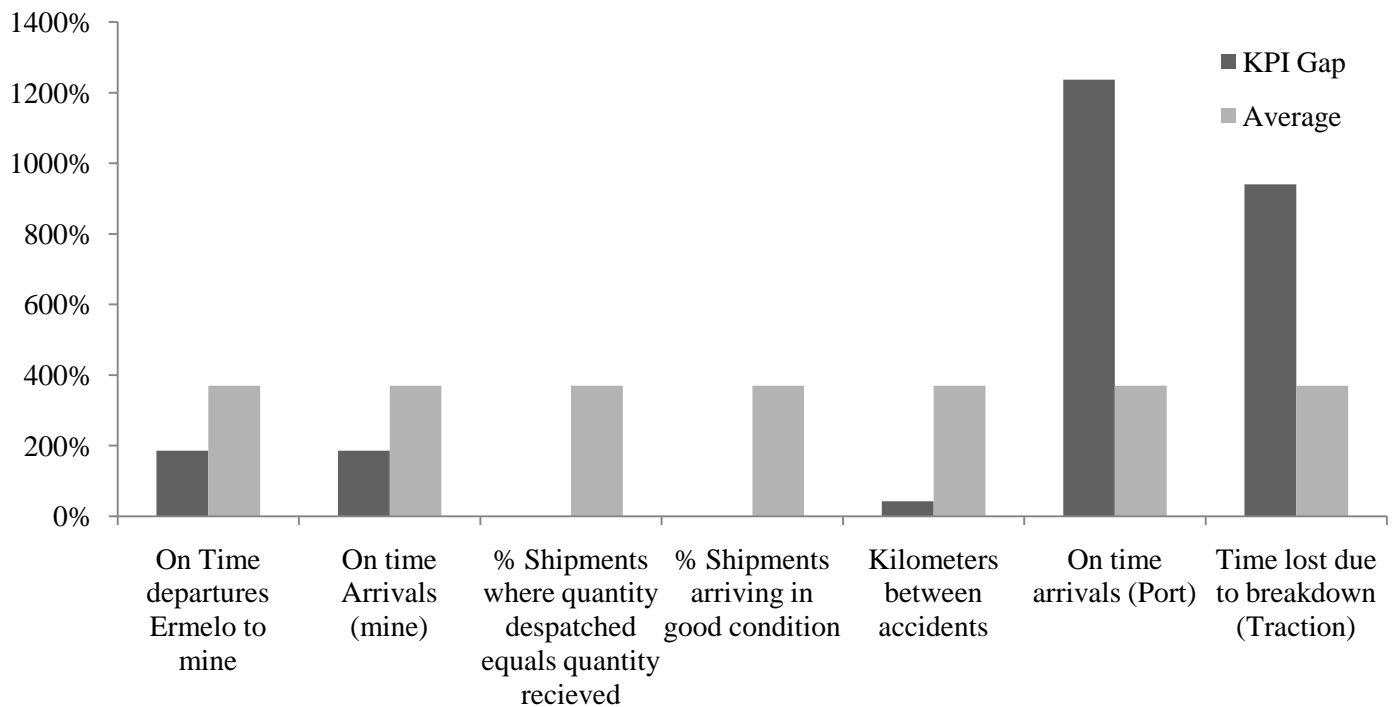 1400%
1200%
1000%
800%
600%
400%
200%
0%
KPI Gap
Average
On Time
departures
Ermelo to
mine
On time
Arrivals
(mine)
% Shipments
where quantity
despatched
equals quantity
recieved
% Shipments
arriving in
good condition
Kilometers
between
accidents
On time
arrivals (Port)
Time lost due
to breakdown
(Traction)